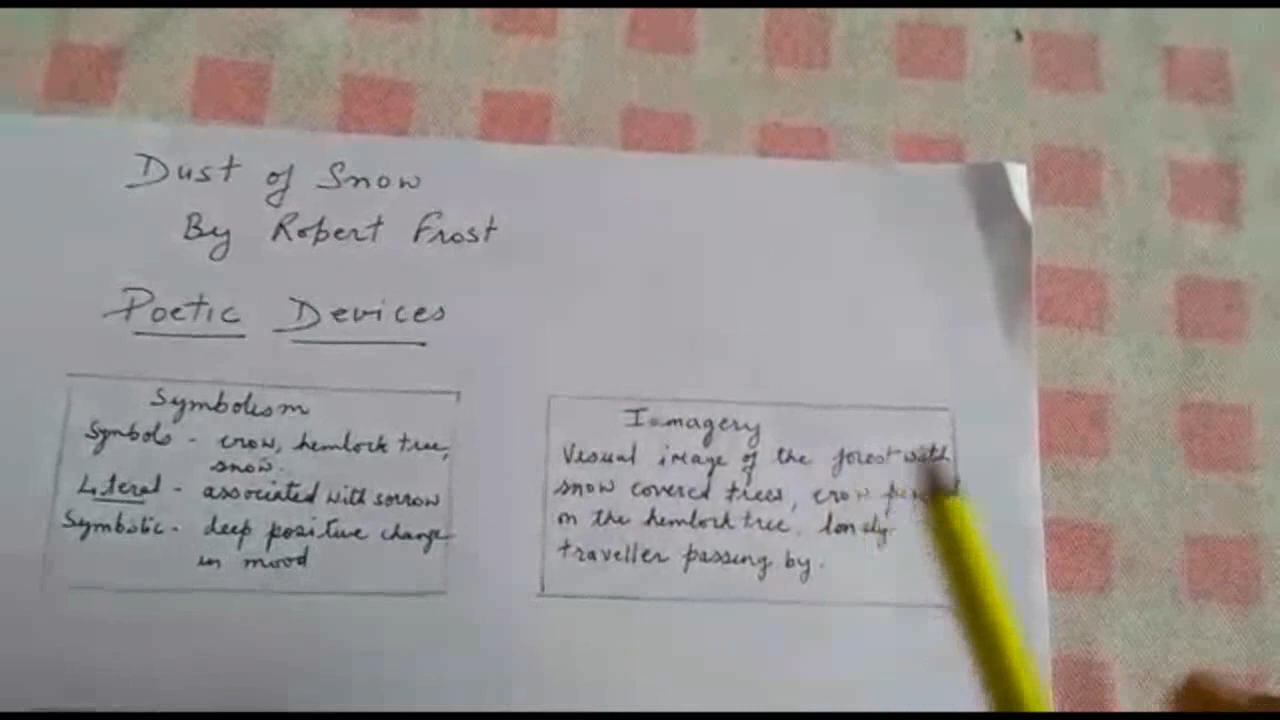 Dust of Snow
By Robert Frost
Poetic Devices
Symbolism
Symbols - crow, hemlock tree,
snow.
Literal - associated with sorrow
Symbolic - deep positive change
in mood
Imagery
Visual image of the forest with
snow covered trees, crow
on the hemlock tree, lonely
traveller passing by.